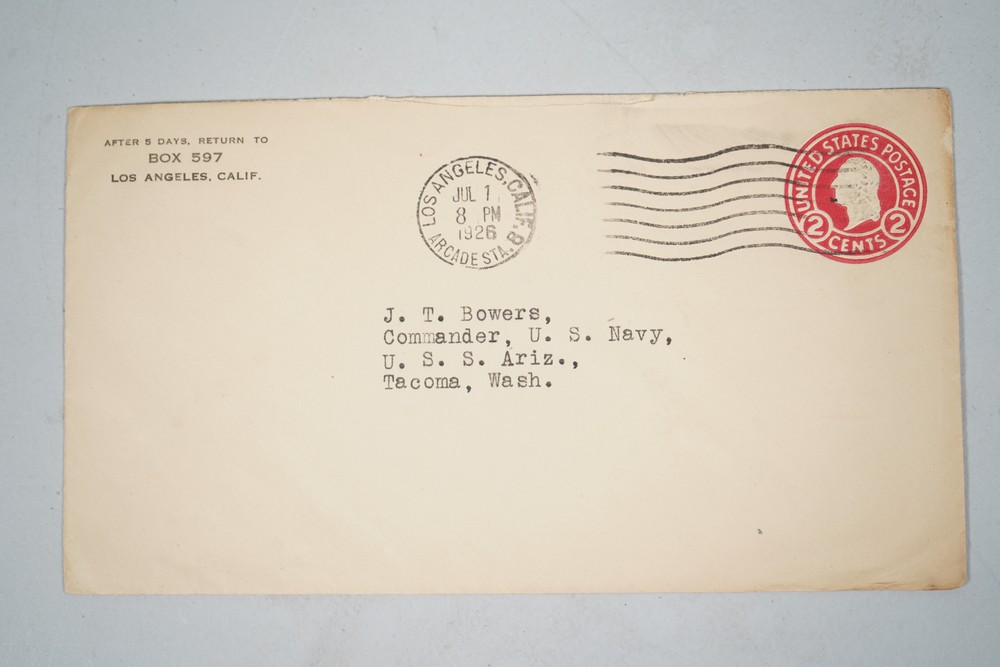 AFTER 5 DAYS, RETURN TO
BOX 597
LOS ANGELES, CALIF.
LOS ANGELES, CALIF. 8
JUL 1
8 PM
1926
ARCADE STA.
UNITED STATES POSTAGE
2 CENTS 2
J. T. Bowers,
Commander, U. S. Navy,
U. S. S. Ariz.,
Tacoma, Wash.